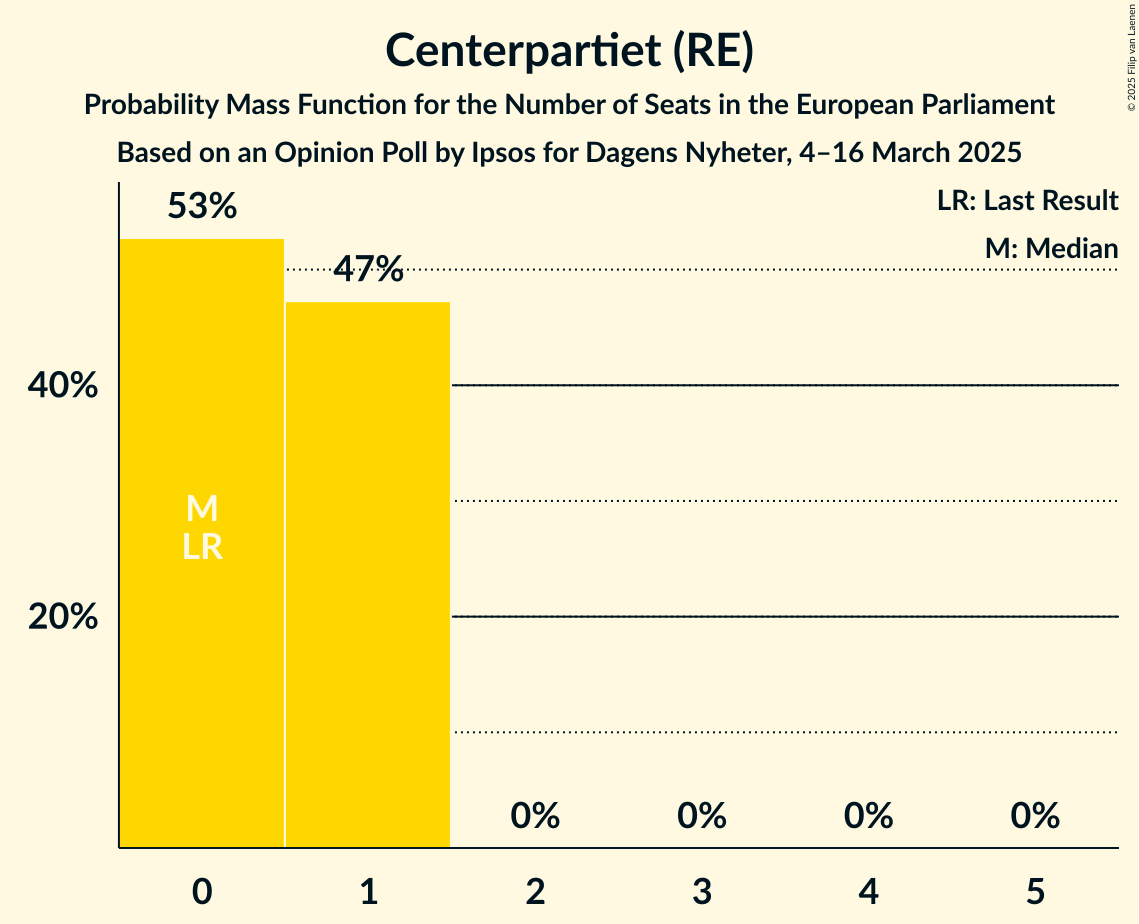 Centerpartiet (RE)
Probability Mass Function for the Number of Seats in the European Parliament
Based on an Opinion Poll by Ipsos for Dagens Nyheter, 4–16 March 2025
© 2025 Filip van Laenen
LR: Last Result
M: Median
53%
47%
40%
M
LR
20%
0%
0%
0%
0%
0
1
2
3
4
5